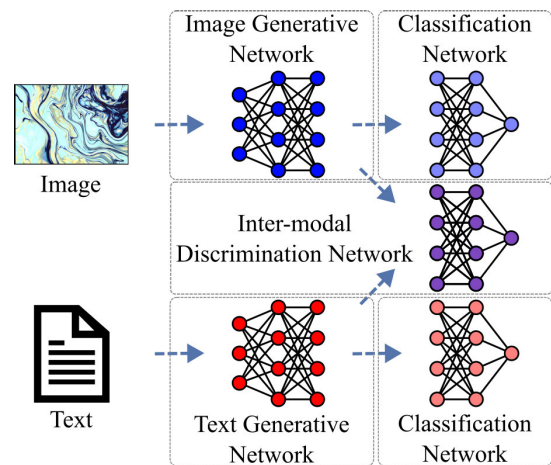 Image Generative
Network
Classification
Network
Image
Inter-modal
Discrimination Network
Text
Text Generative
Network
Classification
Network